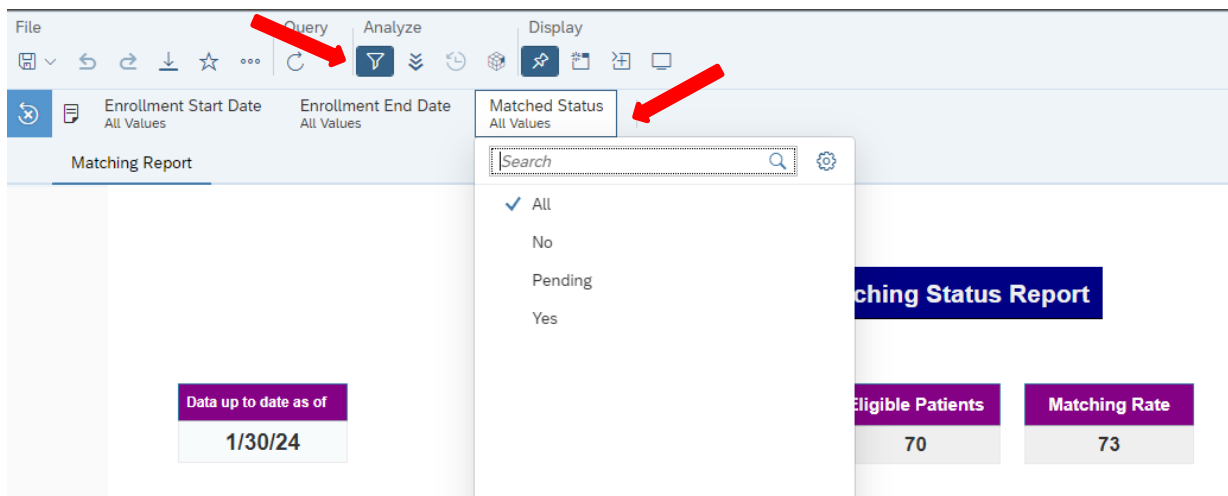 File Query Analyze Display
Enrollment Start Date Enrollment End Date Matched Status
All Values All Values All Values
Matching Report
Search
All
No
Pending
Yes
ching Status Report
Data up to date as of
1/30/24
Eligible Patients Matching Rate
70 73